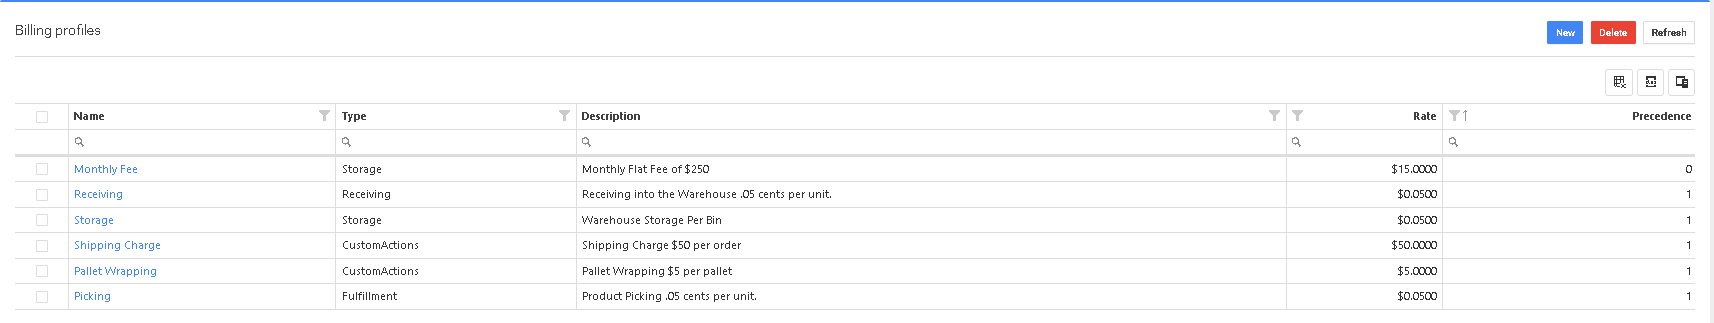 Billing profiles
New Delete Refresh
Name Type Description Rate Precedence
Monthly Fee Storage Monthly Flat Fee of $250 $15.0000 0
Receiving Receiving Receiving into the Warehouse .05 cents per unit. $0.0500 1
Storage Storage Warehouse Storage Per Bin $0.0500 1
Shipping Charge CustomActions Shipping Charge $50 per order $50.0000 1
Pallet Wrapping CustomActions Pallet Wrapping $5 per pallet $5.0000 1
Picking Fulfillment Product Picking .05 cents per unit. $0.0500 1